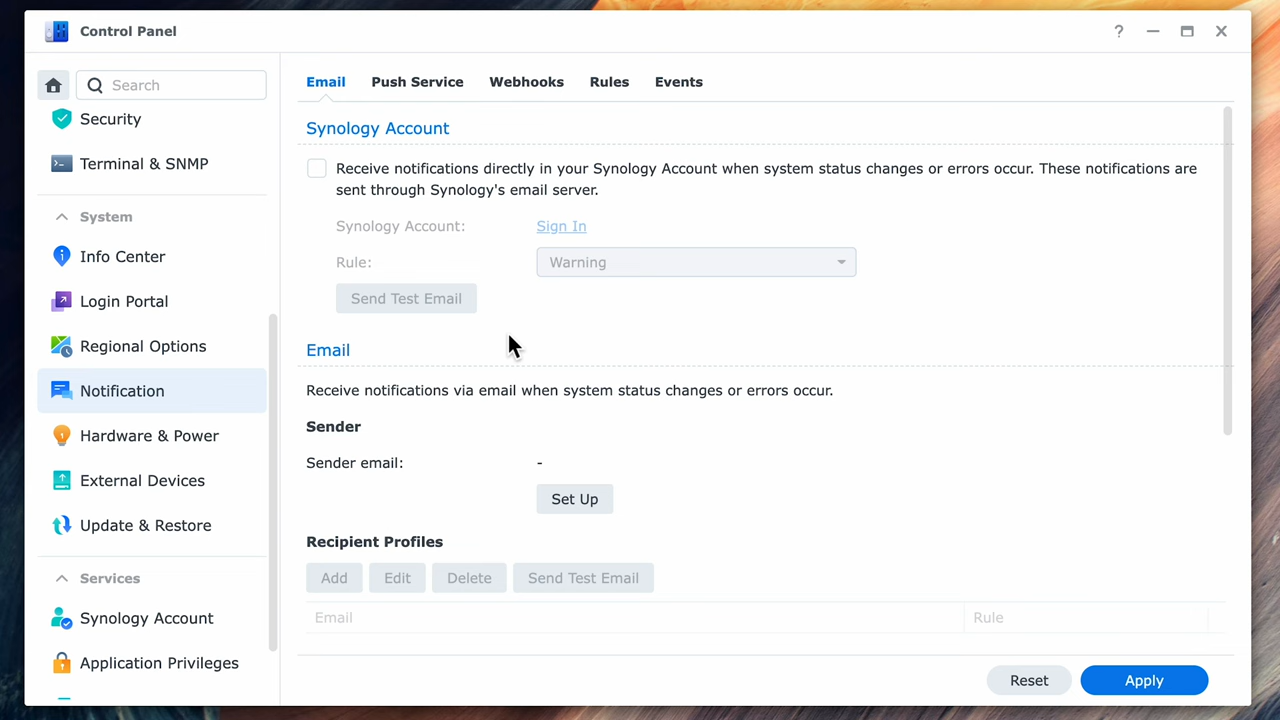 Control Panel
?
Search
Security
Terminal & SNMP
System
Info Center
Login Portal
Regional Options
Notification
Hardware & Power
External Devices
Update & Restore
Services
Synology Account
Application Privileges
Email Push Service Webhooks Rules Events
Synology Account
Receive notifications directly in your Synology Account when system status changes or errors occur. These notifications are
sent through Synology's email server.
Synology Account: Sign In
Rule: Warning
Send Test Email
Email
Receive notifications via email when system status changes or errors occur.
Sender
Sender email: -
Set Up
Recipient Profiles
Add Edit Delete Send Test Email
Email Rule
Reset Apply